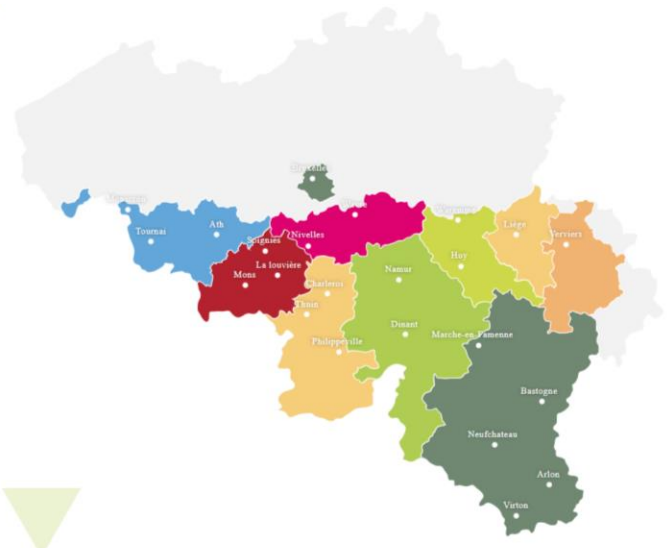 Liège
Ath
Tournai
Nivelles
Verviers
Soignies
Huy
La louvière
Mons
Namur
Charleroi
Thuin
Dinant
Marche-en-Famenne
Philippeville
Bastogne
Neufchateau
Arlon
Virton